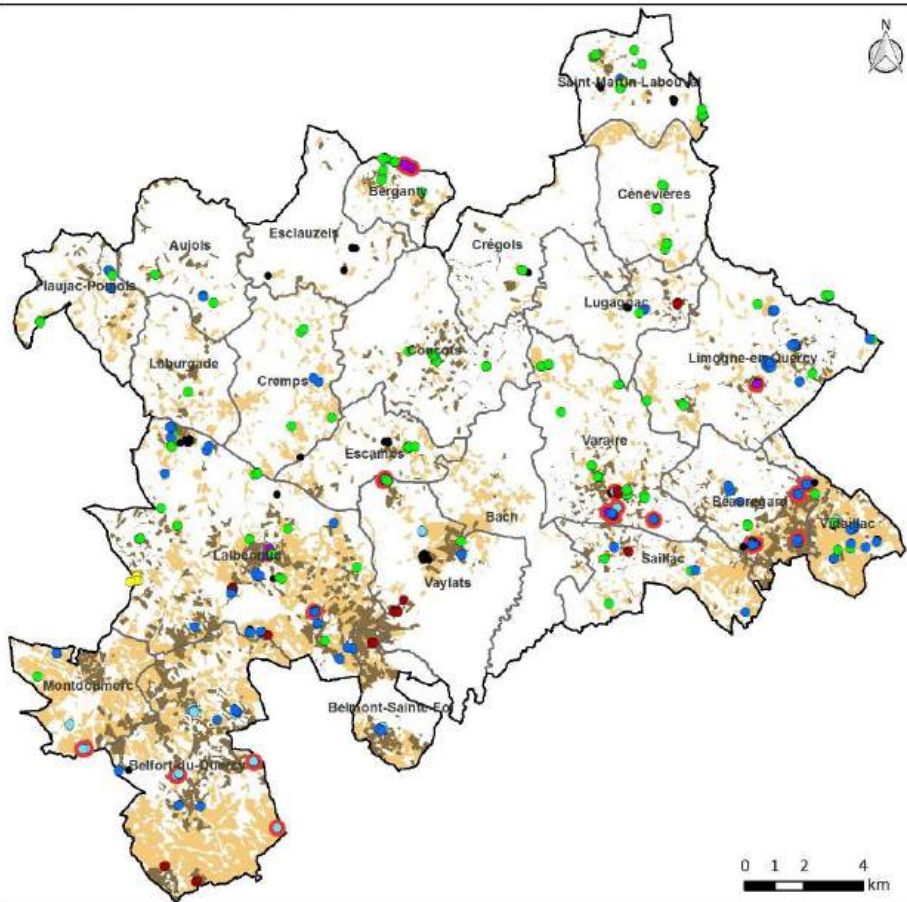 N
Saint-Martin-Labouval
Berganty
Cénevières
Esclauzels
Crégols
Aujols
Flaujac-Poujols
Lugagnac
Concots
Limogne-en-Quercy
Laburgade
Cremps
Varaire
Escamps
Beauregard
Bach
Vidaillac
Lalbenque
Saillac
Vaylats
Montdoumerc
Belmont-Sainte-Foi
Belfort-du-Quercy
0 1 2 4
km